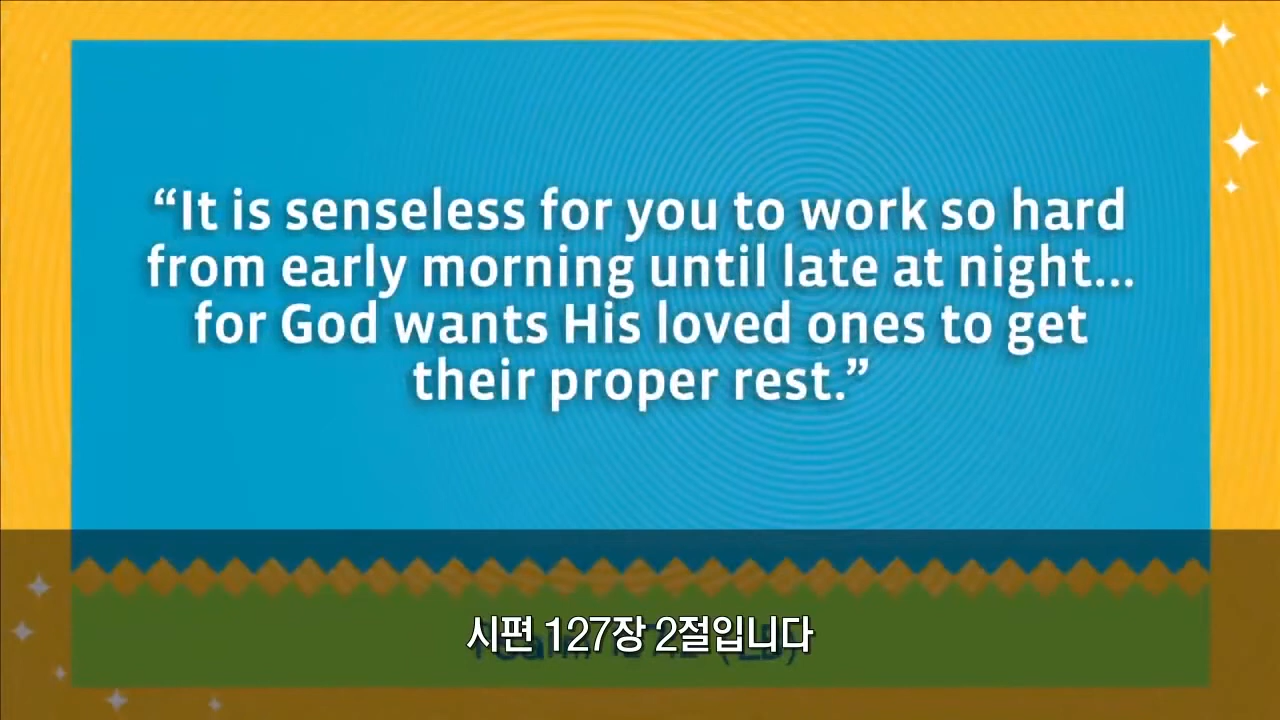 “It is senseless for you to work so hard
from early morning until late at night...
for God wants His loved ones to get
their proper rest.”
시편 127장 2절입니다